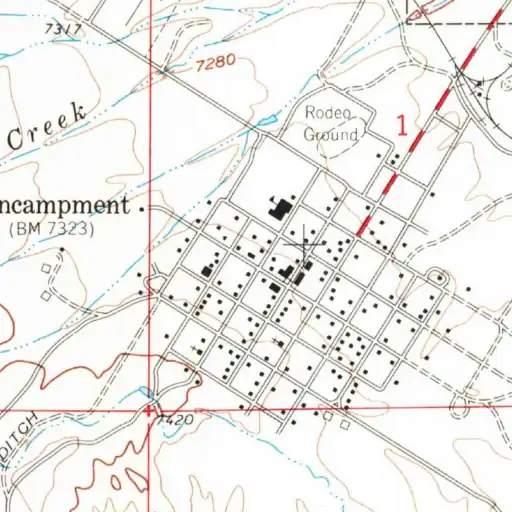 7317
7280
Creek
Rodeo
Ground
1
ncampment
(BM 7323)
7420
DITCH